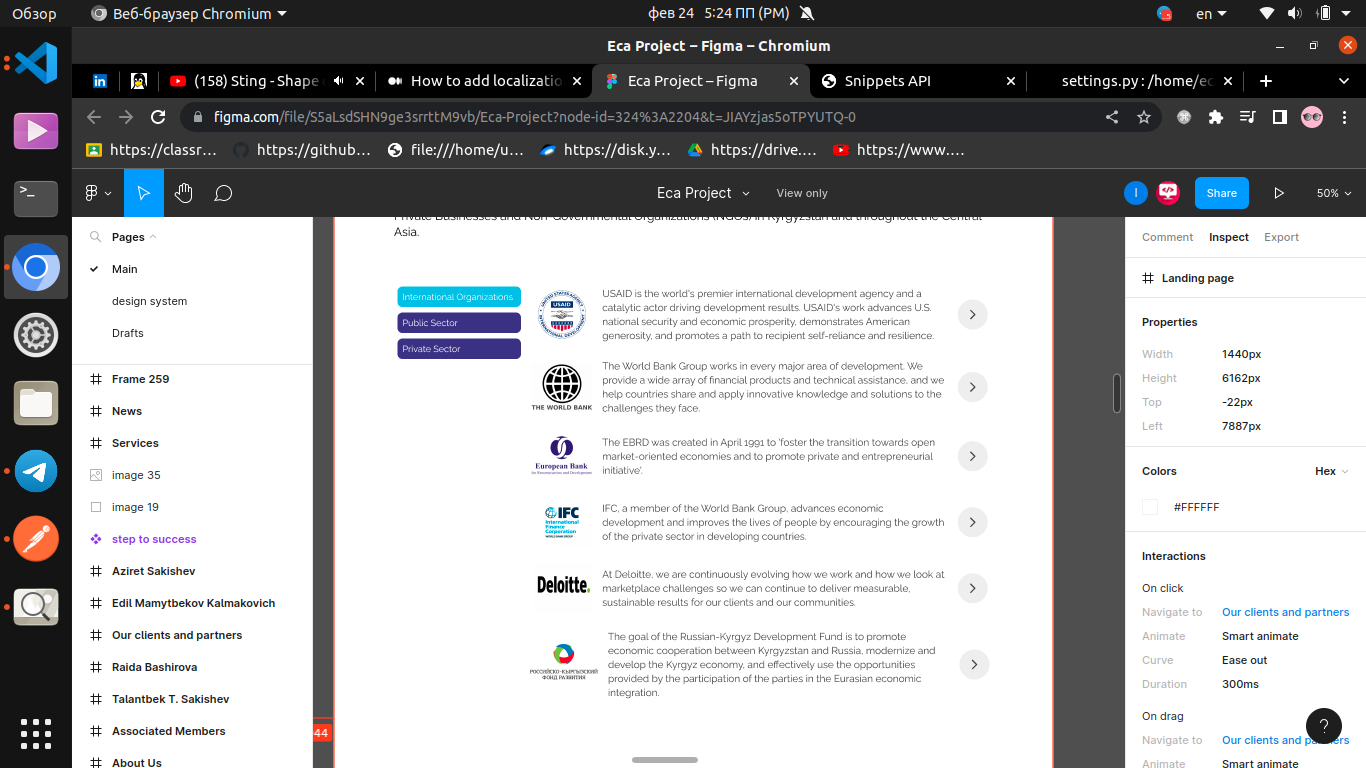 Обзор
Веб-браузер Chromium
фев 24 5:24 ПП (PM)
en
Eca Project – Figma – Chromium
(158) Sting - Shape
How to add localizatio
Eca Project – Figma
Snippets API
settings.py : /home/ec
figma.com/file/S5aLsdSHN9ge3srrttM9vb/Eca-Project?node-id=324%3A2204&t=JIAYzjas5oTPYUTQ-0
https://classr...
https://github...
file:///home/u...
https://disk.y...
https://drive....
https://www....
Eca Project
View only
I
Share
50%
Pages
Main
design system
Drafts
Frame 259
News
Services
image 35
image 19
step to success
Aziret Sakishev
Edil Mamytbekov Kalmakovich
Our clients and partners
Raida Bashirova
Talantbek T. Sakishev
Associated Members
About Us
Private Businesses and Non-Governmental Organizations (NGOs) in Kyrgyzstan and throughout the Central
Asia.
International Organizations
Public Sector
Private Sector
USAID
USAID is the world's premier international development agency and a
catalytic actor driving development results. USAID's work advances U.S.
national security and economic prosperity, demonstrates American
generosity, and promotes a path to recipient self-reliance and resilience.
THE WORLD BANK
The World Bank Group works in every major area of development. We
provide a wide array of financial products and technical assistance, and we
help countries share and apply innovative knowledge and solutions to the
challenges they face.
European Bank
for Reconstruction and Development
The EBRD was created in April 1991 to 'foster the transition towards open
market-oriented economies and to promote private and entrepreneurial
initiative'.
IFC
International
Finance
Corporation
WORLD BANK GROUP
IFC, a member of the World Bank Group, advances economic
development and improves the lives of people by encouraging the growth
of the private sector in developing countries.
Deloitte.
At Deloitte, we are continuously evolving how we work and how we look at
marketplace challenges so we can continue to deliver measurable,
sustainable results for our clients and our communities.
РОССИЙСКО-КЫРГЫЗСКИЙ
ФОНД РАЗВИТИЯ
The goal of the Russian-Kyrgyz Development Fund is to promote
economic cooperation between Kyrgyzstan and Russia, modernize and
develop the Kyrgyz economy, and effectively use the opportunities
provided by the participation of the parties in the Eurasian economic
integration.
44
Comment
Inspect
Export
Landing page
Properties
Width 1440px
Height 6162px
Top -22px
Left 7887px
Colors
Hex
#FFFFFF
Interactions
On click
Navigate to Our clients and partners
Animate Smart animate
Curve Ease out
Duration 300ms
On drag
Navigate to Our clients and partners
Animate Smart animate
?